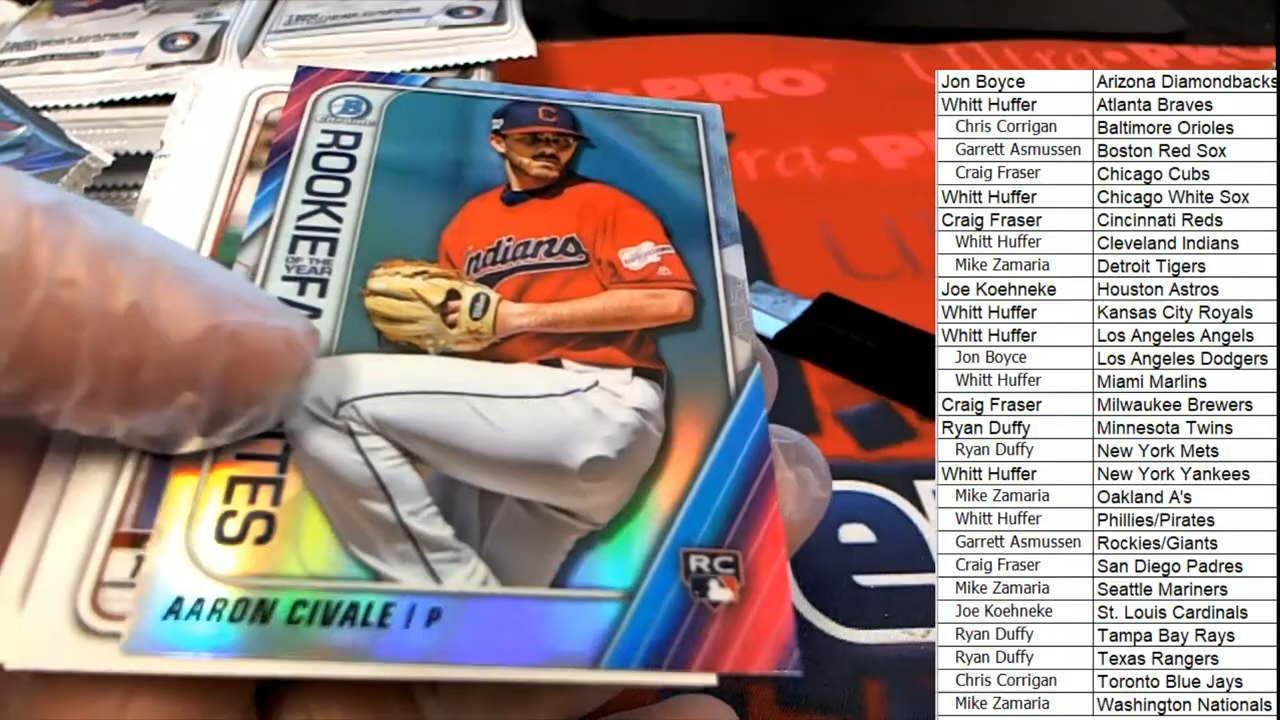 PRO
Ultra PRO
ROOKIE
OF THE
YEAR
FA
ITES
C
Indians
AARON CIVALE | P
RC
Jon Boyce Arizona Diamondbacks
Whitt Huffer Atlanta Braves
Chris Corrigan Baltimore Orioles
Garrett Asmussen Boston Red Sox
Craig Fraser Chicago Cubs
Whitt Huffer Chicago White Sox
Craig Fraser Cincinnati Reds
Whitt Huffer Cleveland Indians
Mike Zamaria Detroit Tigers
Joe Koehneke Houston Astros
Whitt Huffer Kansas City Royals
Whitt Huffer Los Angeles Angels
Jon Boyce Los Angeles Dodgers
Whitt Huffer Miami Marlins
Craig Fraser Milwaukee Brewers
Ryan Duffy Minnesota Twins
Ryan Duffy New York Mets
Whitt Huffer New York Yankees
Mike Zamaria Oakland A's
Whitt Huffer Phillies/Pirates
Garrett Asmussen Rockies/Giants
Craig Fraser San Diego Padres
Mike Zamaria Seattle Mariners
Joe Koehneke St. Louis Cardinals
Ryan Duffy Tampa Bay Rays
Ryan Duffy Texas Rangers
Chris Corrigan Toronto Blue Jays
Mike Zamaria Washington Nationals